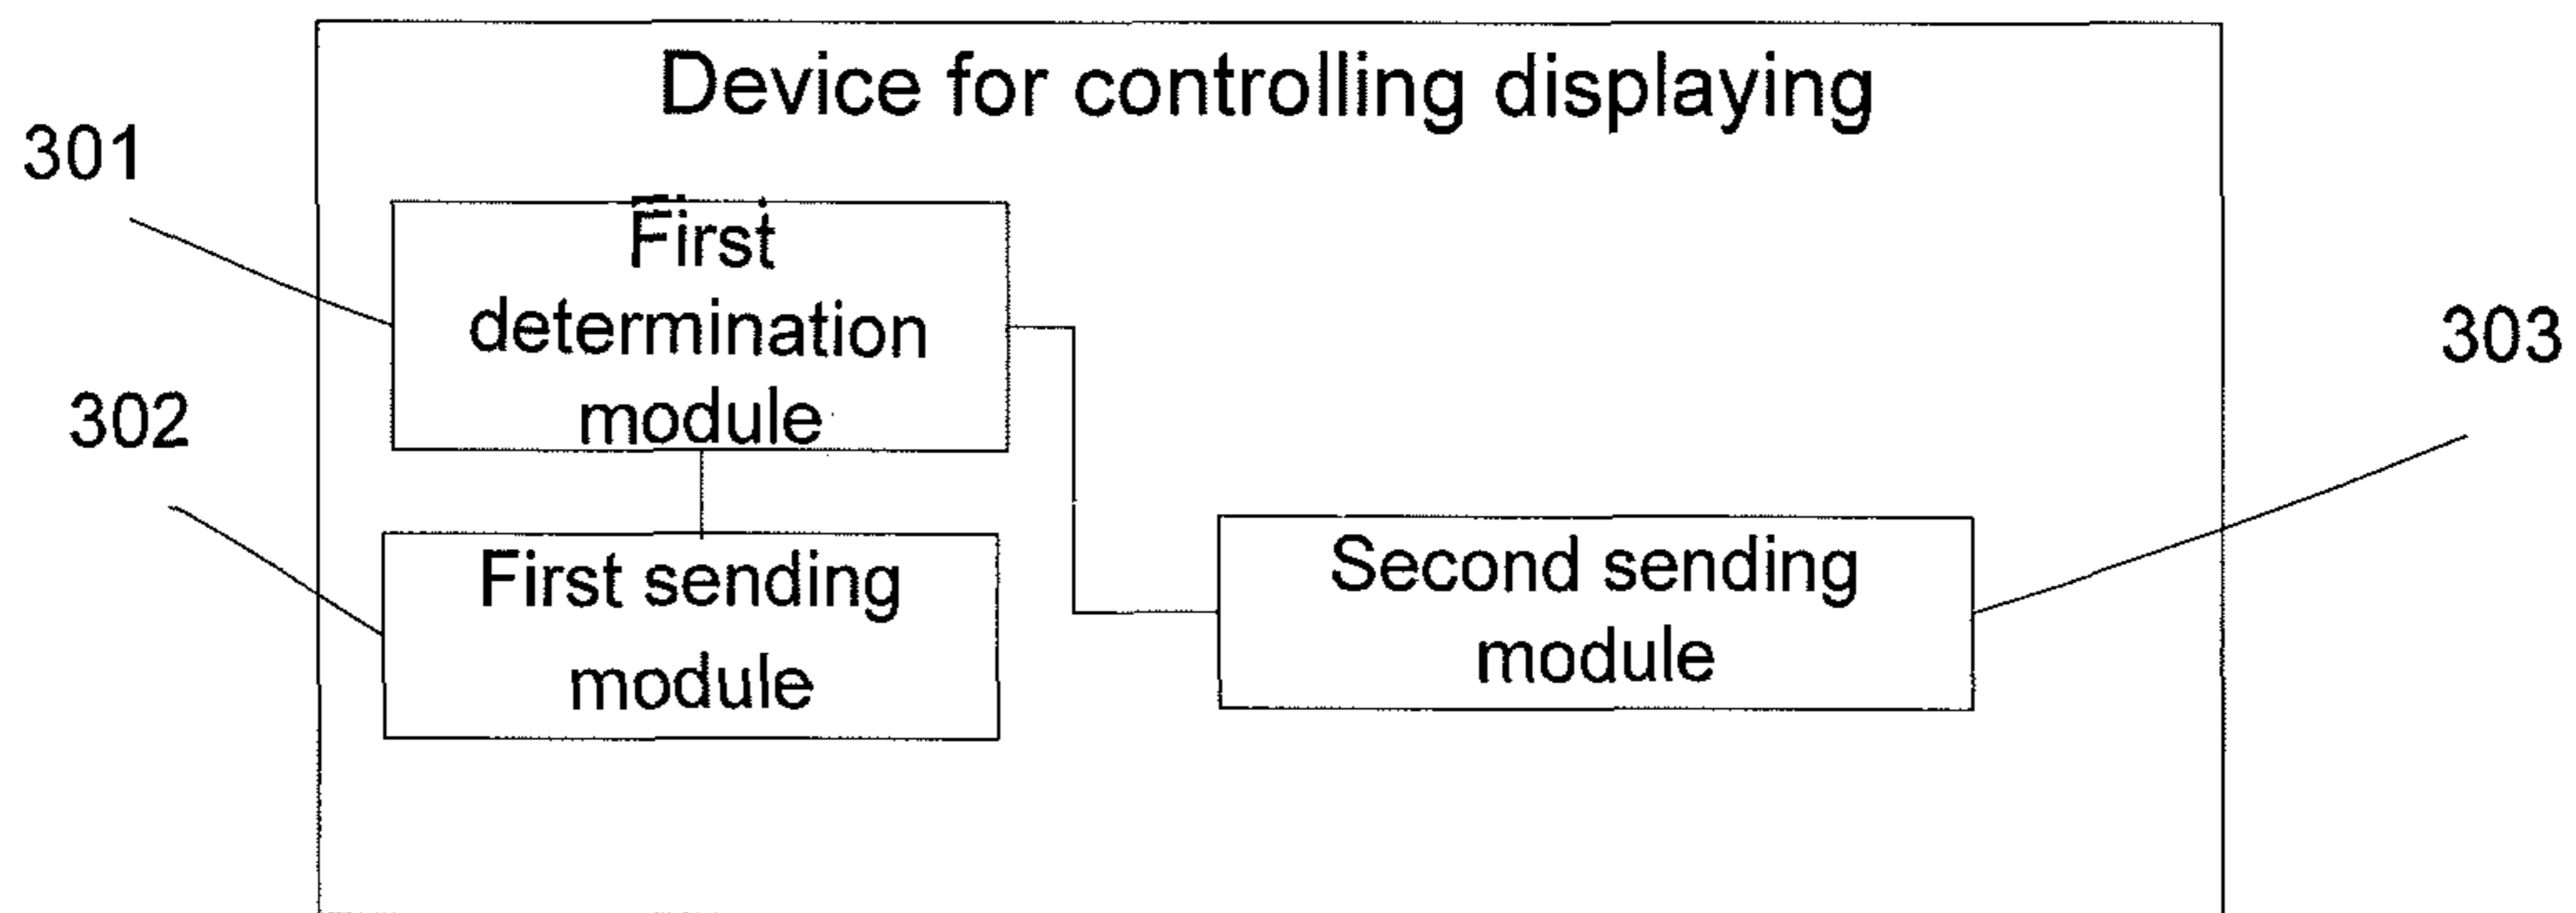 Device for controlling displaying
301
First
determination
module
303
302
First sending
module
Second sending
module